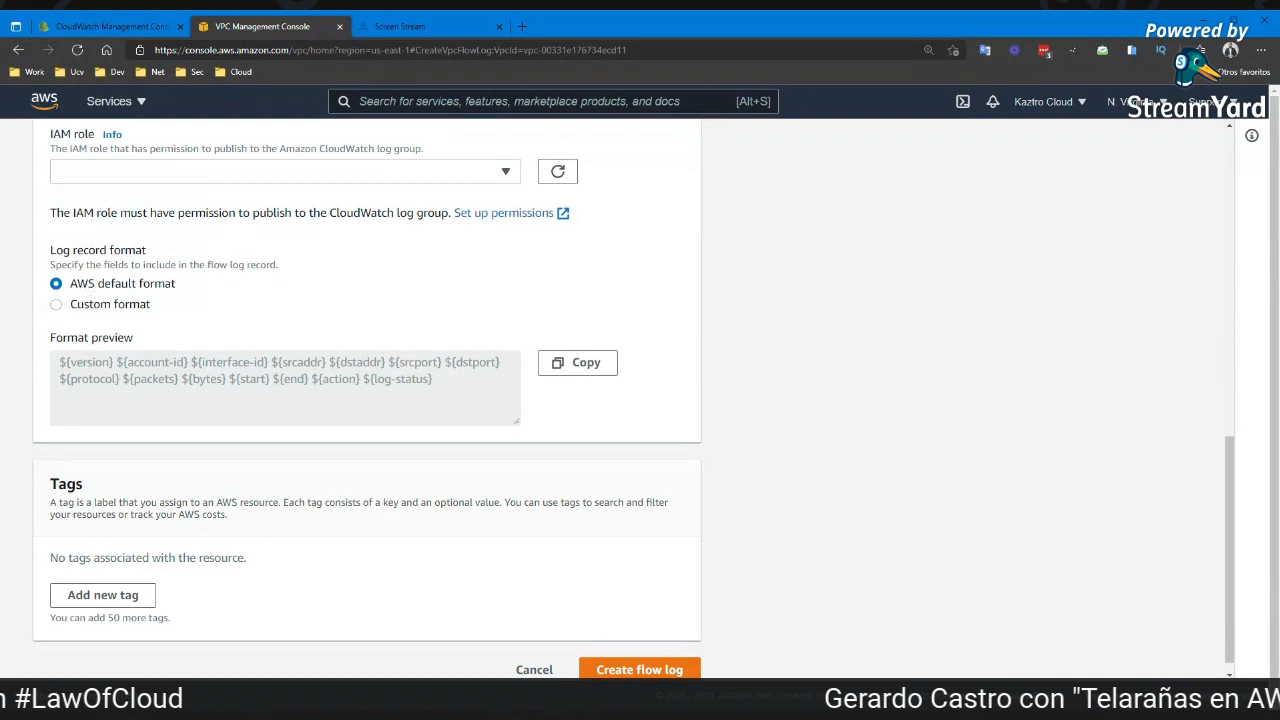 CloudWatch Management Con
VPC Management Console
Screen Stream
Powered by
https://console.aws.amazon.com/vpc/home?region=us-east-1#CreateVpcFlowLog:VpcId=vpc-00331e176734ecd11
Work
Ucv
Dev
Net
Sec
Cloud
Otros favoritos
aws
Services
Search for services, features, marketplace products, and docs
[Alt+S]
Kaztro Cloud
StreamYard
IAM role Info
The IAM role that has permission to publish to the Amazon CloudWatch log group.
The IAM role must have permission to publish to the CloudWatch log group. Set up permissions
Log record format
Specify the fields to include in the flow log record.
AWS default format
Custom format
Format preview
${version} ${account-id} ${interface-id} ${srcaddr} ${dstaddr} ${srcport} ${dstport}
${protocol} ${packets} ${bytes} ${start} ${end} ${action} ${log-status}
Copy
Tags
A tag is a label that you assign to an AWS resource. Each tag consists of a key and an optional value. You can use tags to search and filter
your resources or track your AWS costs.
No tags associated with the resource.
Add new tag
You can add 50 more tags.
Cancel
Create flow log
n #LawOfCloud
Gerardo Castro con "Telarañas en AW